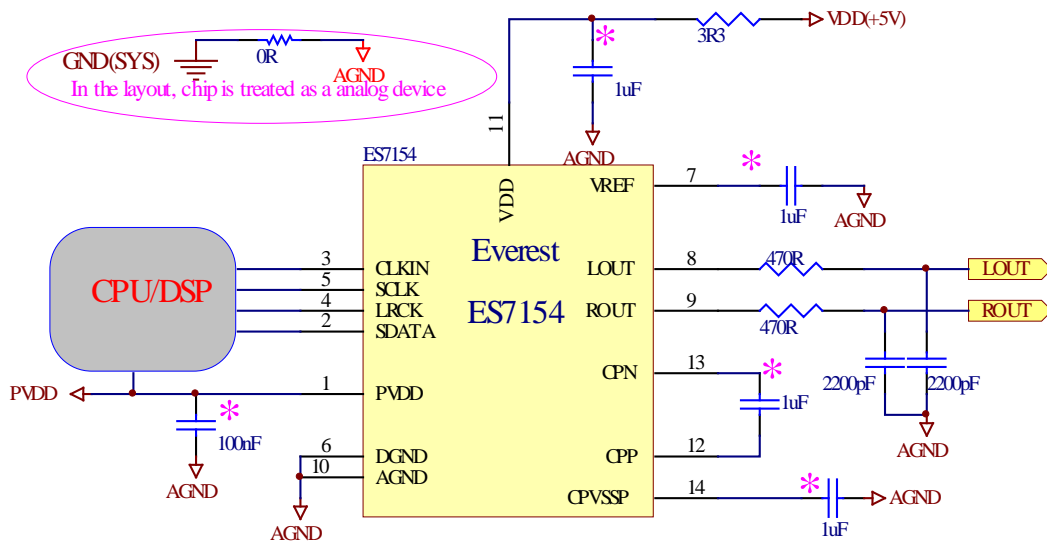 VDD(+5V)
3R3
0R
GND(SYS)
AGND
In the layout, chip is treated as a analog device
*
1uF
11
AGND
ES7154
VDD
VREF
7
*
1uF
AGND
Everest
ES7154
CPU/DSP
3
CLKIN
5
SCLK
4
LRCK
2
SDATA
LOUT
8
470R
LOUT
ROUT
9
470R
ROUT
2200pF
2200pF
AGND
PVDD
1
PVDD
*
100nF
AGND
CPN
13
*
1uF
CPP
12
6
DGND
10
AGND
AGND
CPVSSP
14
*
1uF
AGND